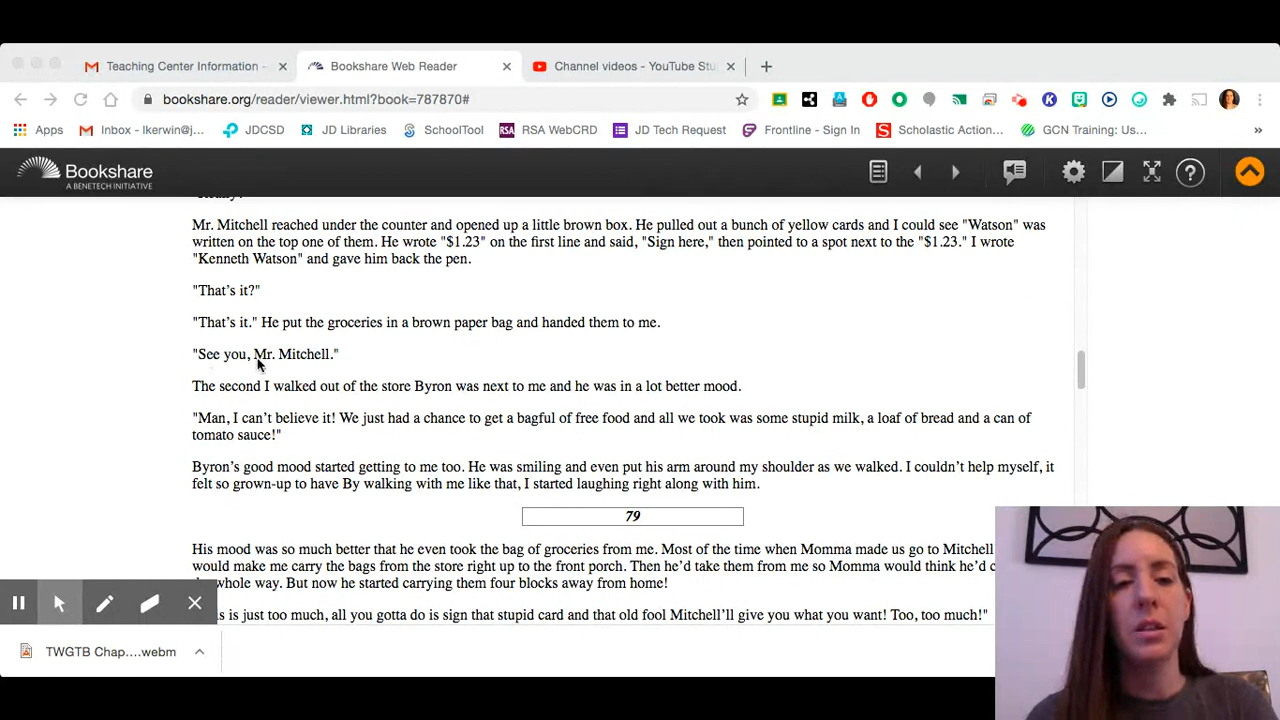 Teaching Center Information -
Bookshare Web Reader
Channel videos - YouTube Stu
bookshare.org/reader/viewer.html?book=787870#
Apps
Inbox - lkerwin@j...
JDCSD
JD Libraries
SchoolTool
RSA WebCRD
JD Tech Request
Frontline - Sign In
Scholastic Action...
GCN Training: Us...
Bookshare
A BENETECH INITIATIVE
Mr. Mitchell reached under the counter and opened up a little brown box. He pulled out a bunch of yellow cards and I could see "Watson" was
written on the top one of them. He wrote "$1.23" on the first line and said, "Sign here," then pointed to a spot next to the "$1.23." I wrote
"Kenneth Watson" and gave him back the pen.
"That's it?"
"That's it." He put the groceries in a brown paper bag and handed them to me.
"See you, Mr. Mitchell."
The second I walked out of the store Byron was next to me and he was in a lot better mood.
"Man, I can't believe it! We just had a chance to get a bagful of free food and all we took was some stupid milk, a loaf of bread and a can of
tomato sauce!"
Byron's good mood started getting to me too. He was smiling and even put his arm around my shoulder as we walked. I couldn't help myself, it
felt so grown-up to have By walking with me like that, I started laughing right along with him.
79
His mood was so much better that he even took the bag of groceries from me. Most of the time when Momma made us go to Mitchell
would make me carry the bags from the store right up to the front porch. Then he'd take them from me so Momma would think he'd c
whole way. But now he started carrying them four blocks away from home!
is just too much, all you gotta do is sign that stupid card and that old fool Mitchell'll give you what you want! Too, too much!"
TWGTB Chap....webm